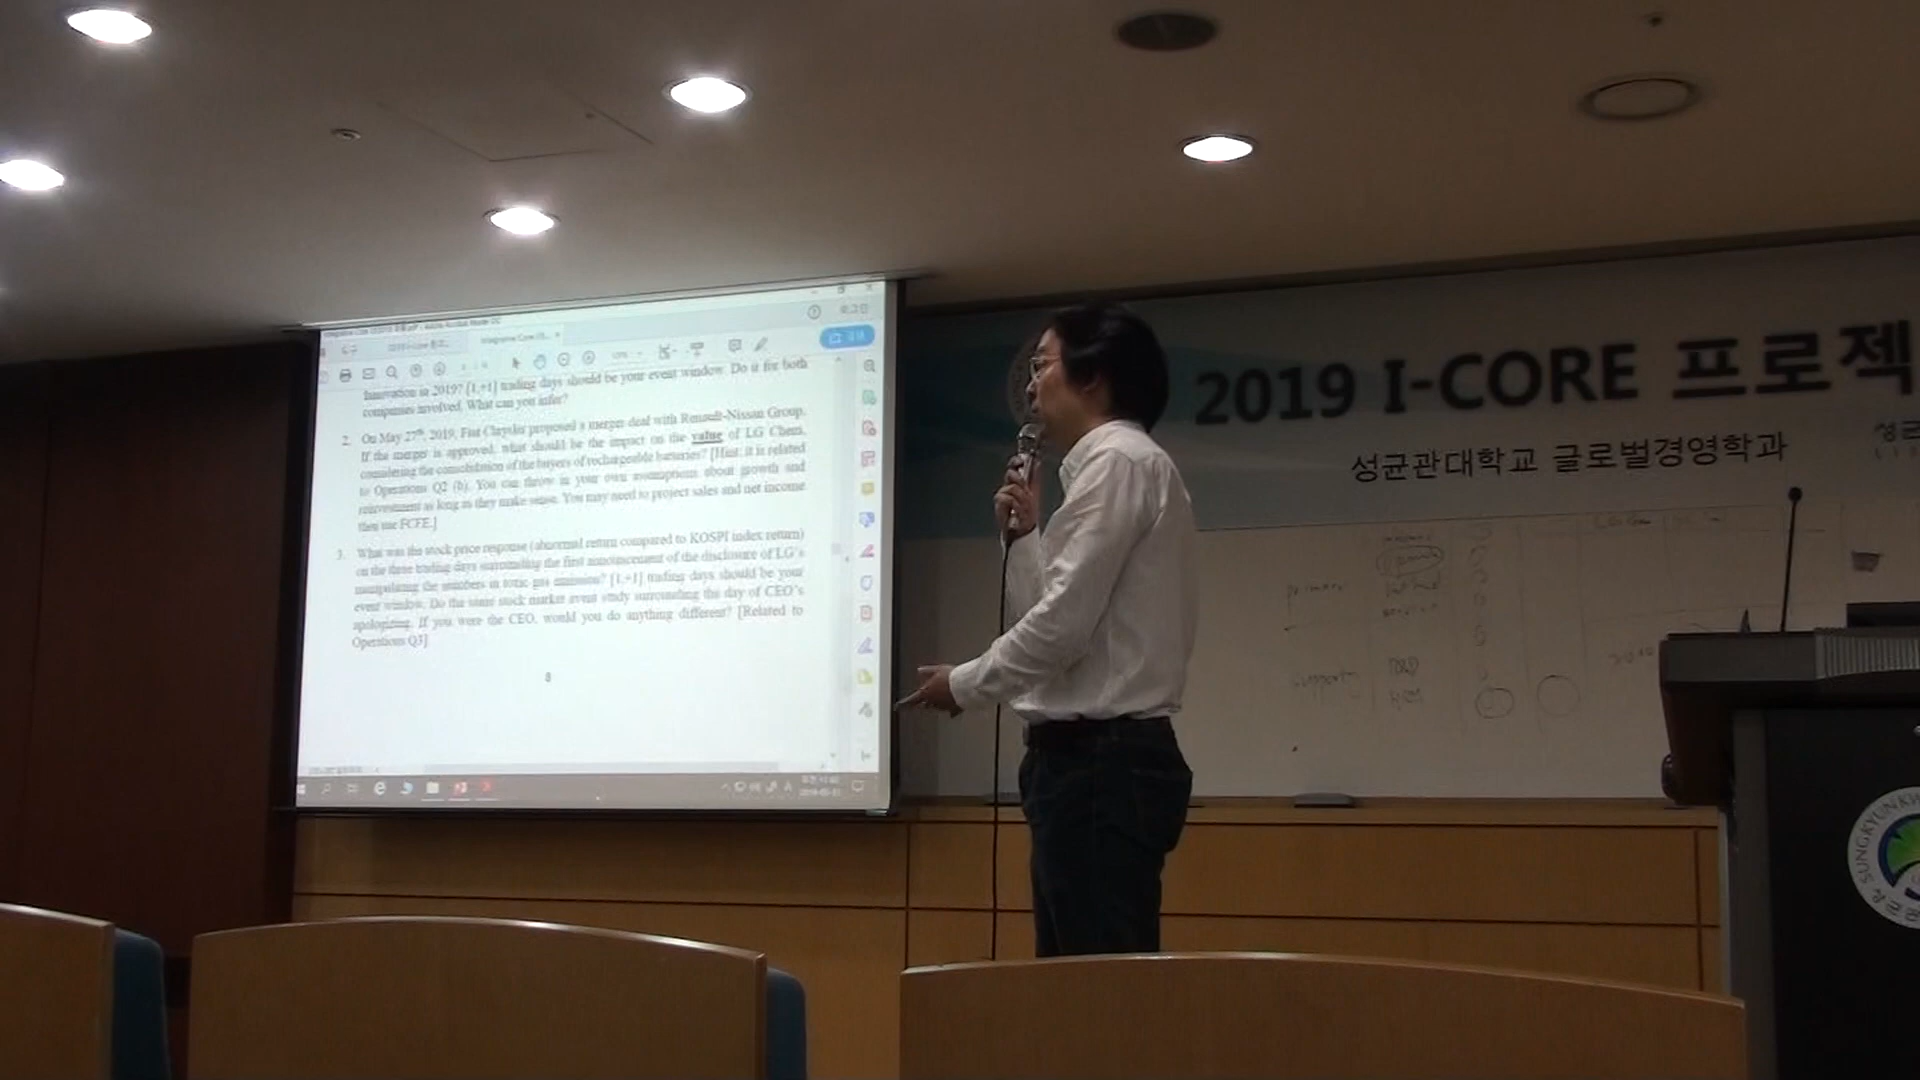 Innovation in 2019? [1,+1] trading days should be your event window. Do it for both
companies involved. What can you infer?
2. On May 27th, 2019, Fiat Chrysler proposed a merger deal with Renault-Nissan Group.
If the merger is approved, what should be the impact on the value of LG Chem,
considering the consolidation of the buyers of rechargeable batteries? [Hint: it is related
to Operations Q2 (b). You can throw in your own assumptions about growth and
reinvestment as long as they make sense. You may need to project sales and net income
then use FCFE.]
3. What was the stock price response (abnormal return compared to KOSPI index return)
on the three trading days surrounding the first announcement of the disclosure of LG's
manipulating the numbers in toxic gas emission? [1,+1] trading days should be your
event window. Do the same stock market event study surrounding the day of CEO's
apologizing. If you were the CEO, would you do anything different? [Related to
Operations Q3]
8
2019 I-CORE 프로젝
성균관대학교 글로벌경영학과
primary
support
R&D
HRM
SUNGKYUNKW